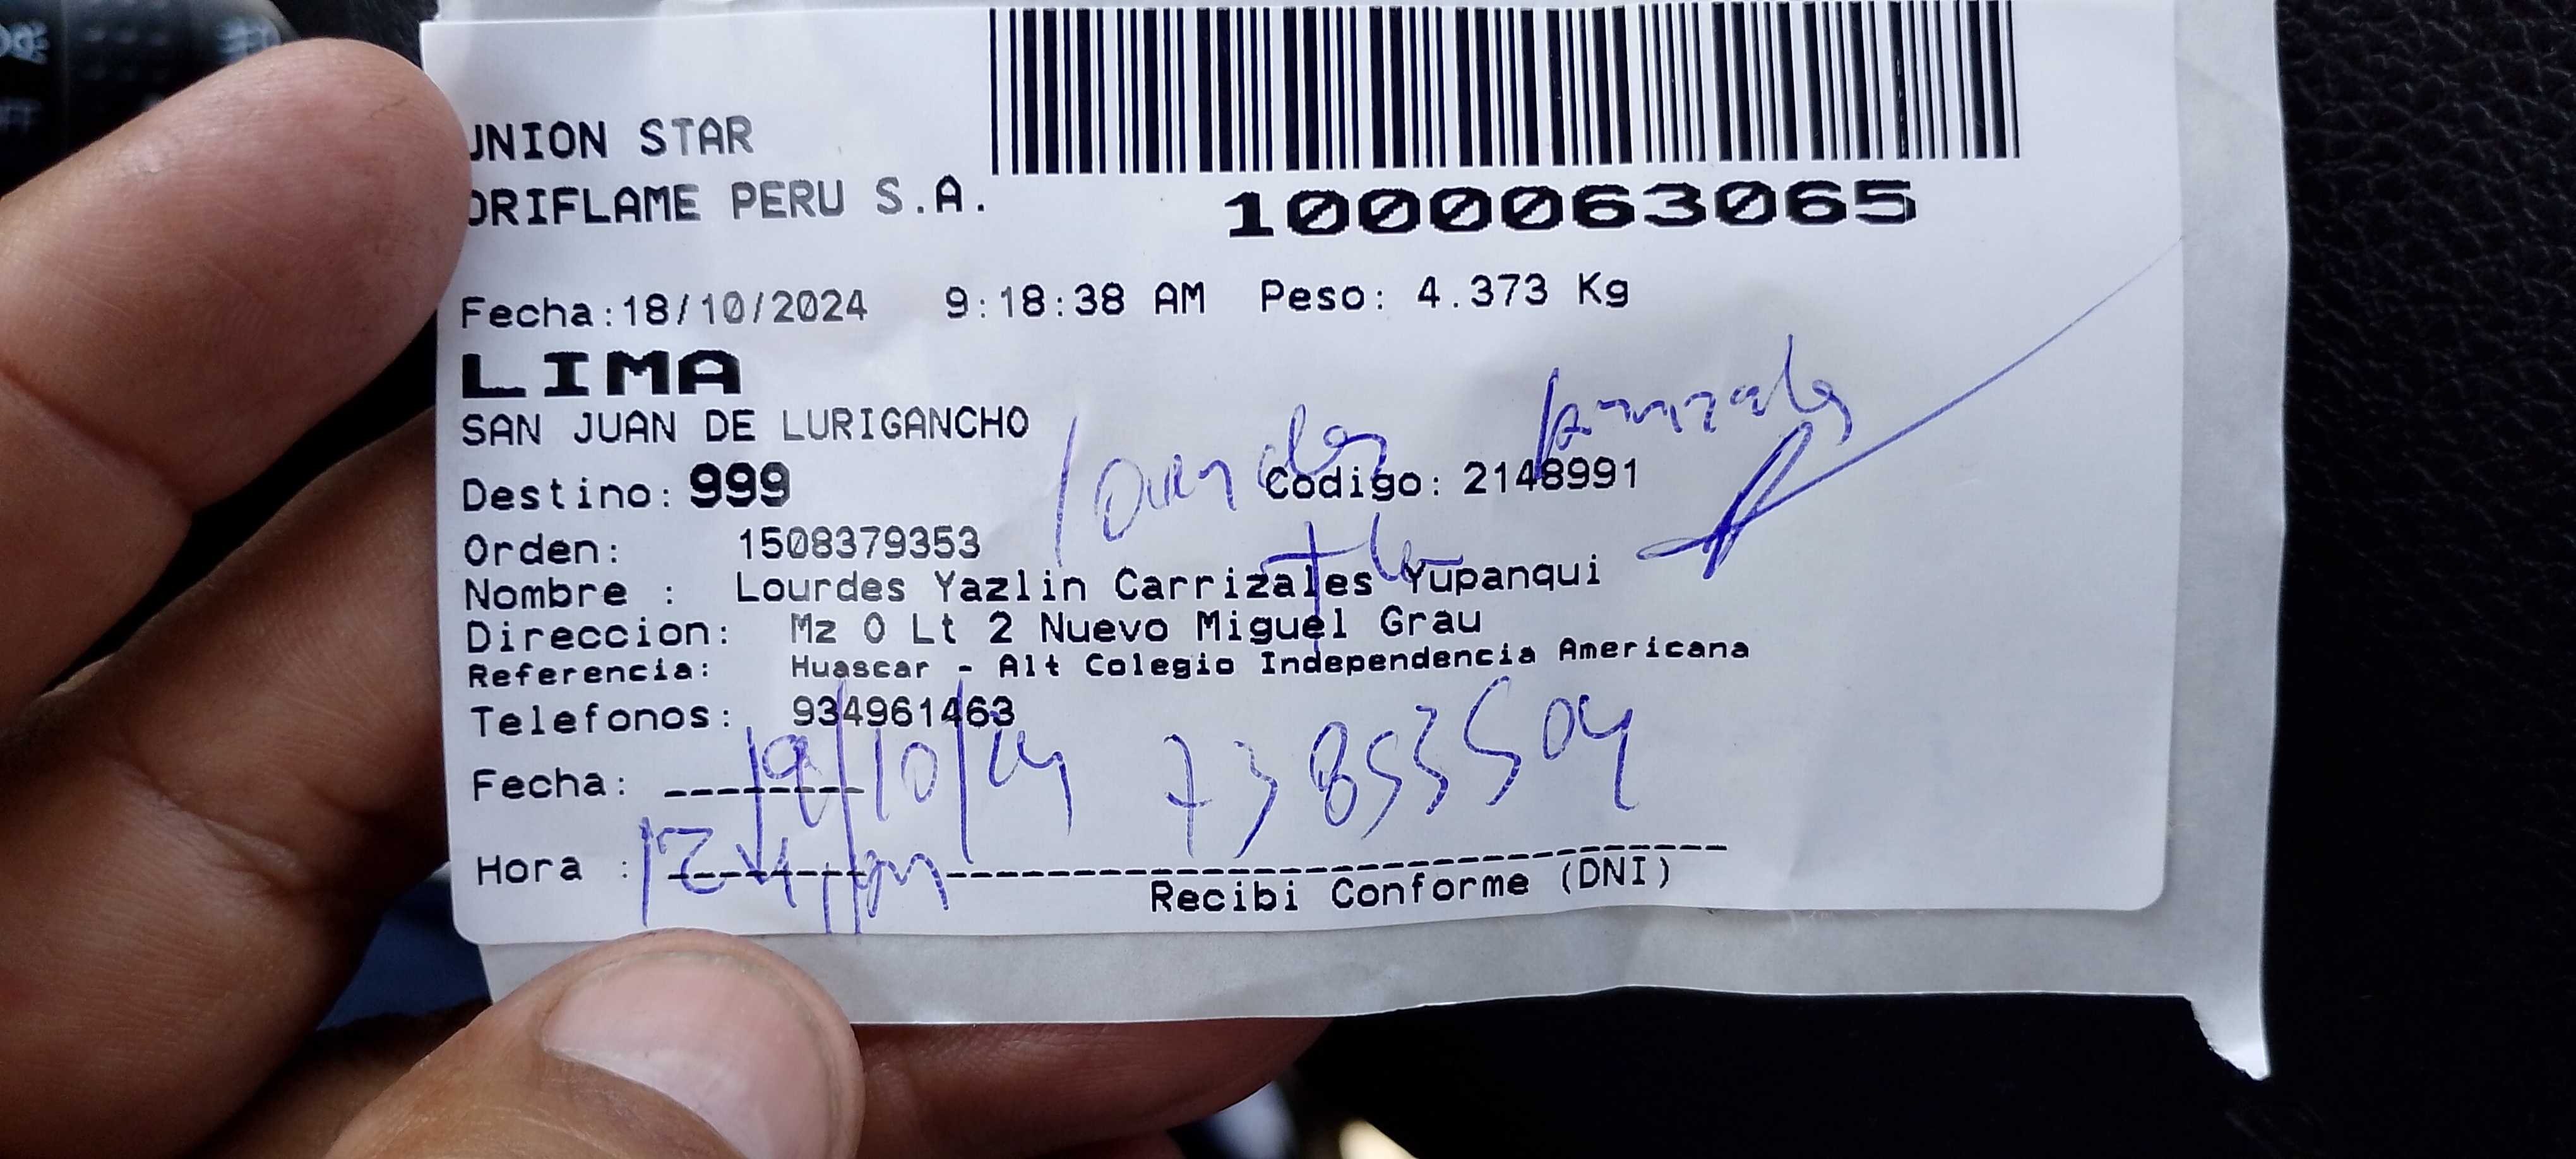 UNION STAR
ORIFLAME PERU S.A.
1000063065
Fecha:18/10/2024 9:18:38 AM Peso: 4.373 Kg
LIMA
SAN JUAN DE LURIGANCHO
Destino: 999 Codigo: 2148991
Orden: 1508379353
Nombre : Lourdes Yazlin Carrizales Yupanqui
Direccion: Mz O Lt 2 Nuevo Miguel Grau
Referencia: Huascar - Alt Colegio Independencia Americana
Telefonos: 934961463
Fecha: 19/10/24 73853504
Hora :
Recibi Conforme (DNI)